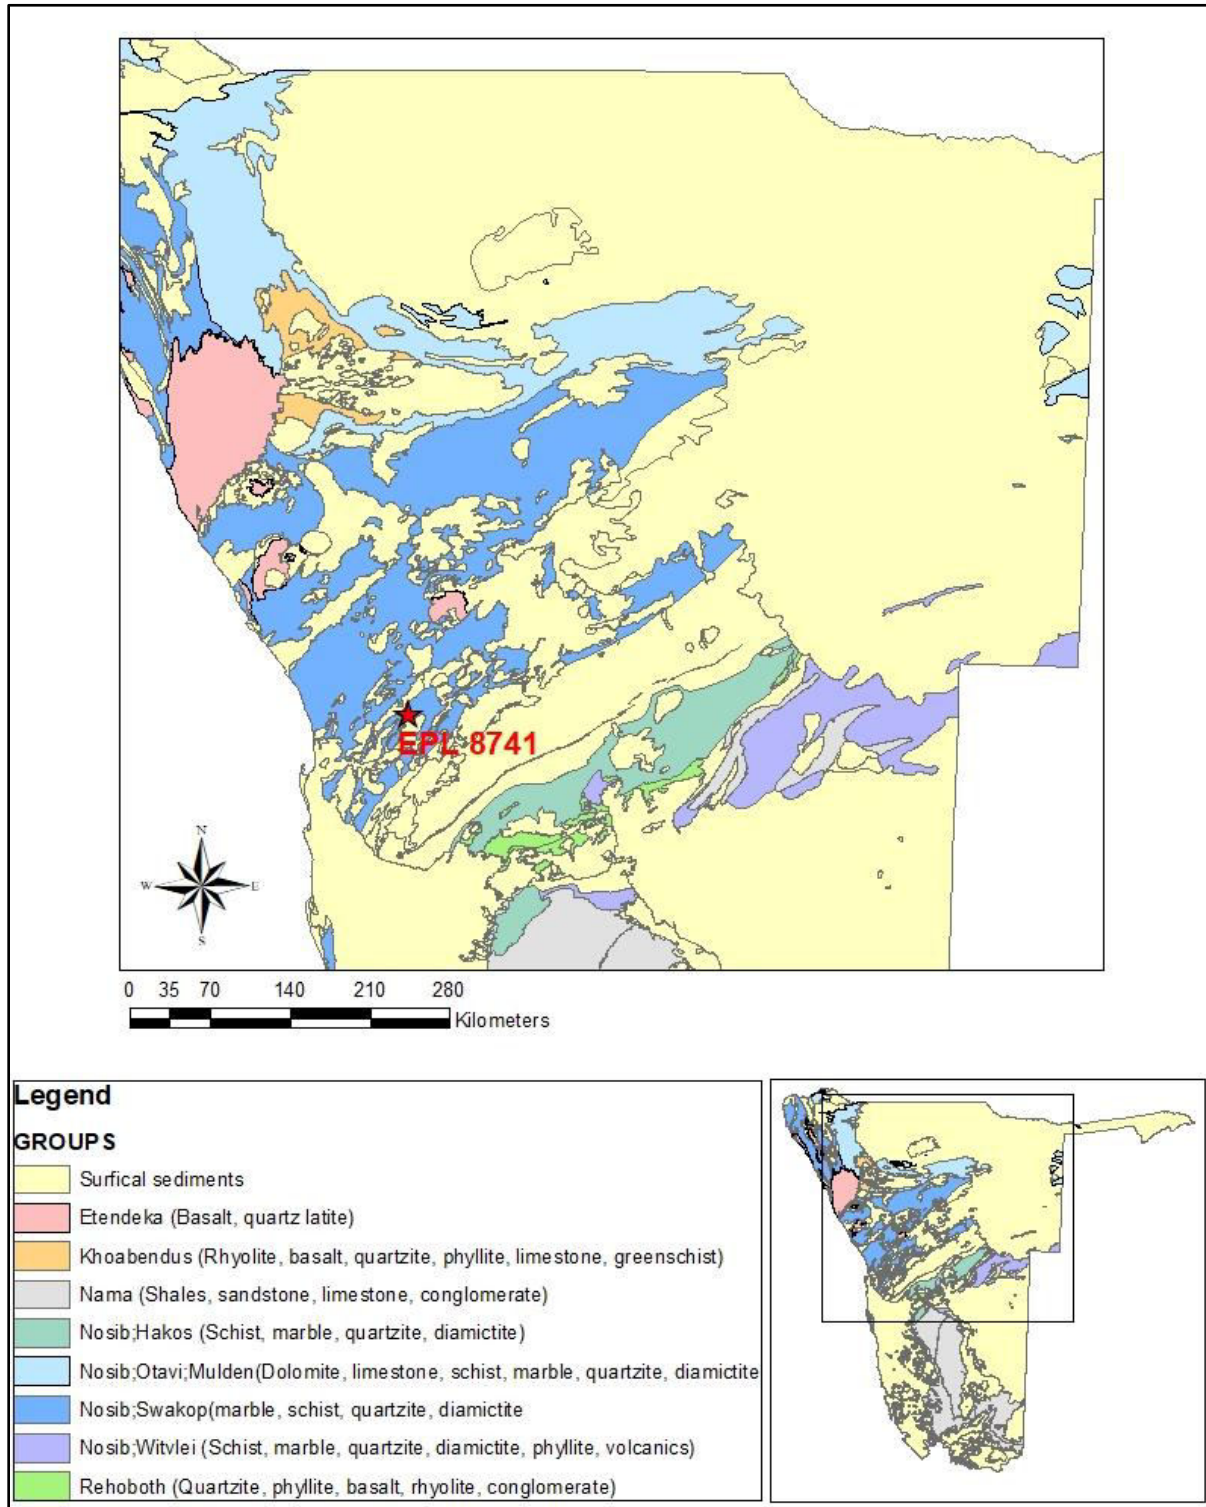 EPL 8741
N
W
E
S
0 35 70 140 210 280
Kilometers
Legend
GROUPS
Surfical sediments
Etendeka (Basalt, quartz latite)
Khoabendus (Rhyolite, basalt, quartzite, phyllite, limestone, greenschist)
Nama (Shales, sandstone, limestone, conglomerate)
Nosib;Hakos (Schist, marble, quartzite, diamictite)
Nosib;Otavi;Mulden(Dolomite, limestone, schist, marble, quartzite, diamictite
Nosib;Swakop(marble, schist, quartzite, diamictite
Nosib;Witvlei (Schist, marble, quartzite, diamictite, phyllite, volcanics)
Rehoboth (Quartzite, phyllite, basalt, rhyolite, conglomerate)